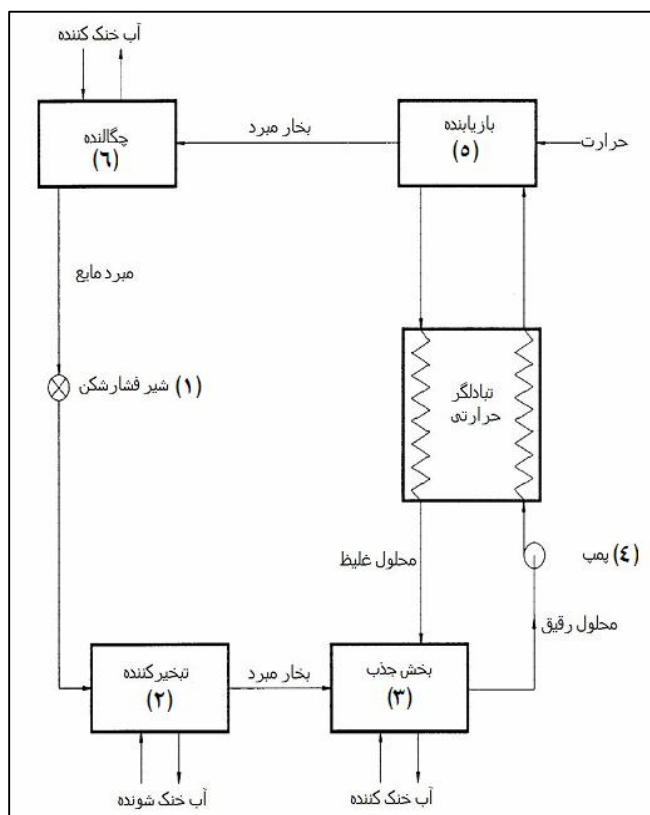 آب خنک کننده
چگالنده
(۶)
بخار مبرد
بازیابنده
(۵)
حرارت
مبرد مایع
(۱) شیر فشارشکن
تبادلگر
حرارتی
محلول غلیظ
(٤) پمپ
محلول رقیق
تبخیرکننده
(۲)
بخار مبرد
بخش جذب
(۳)
آب خنک شونده
آب خنک کننده